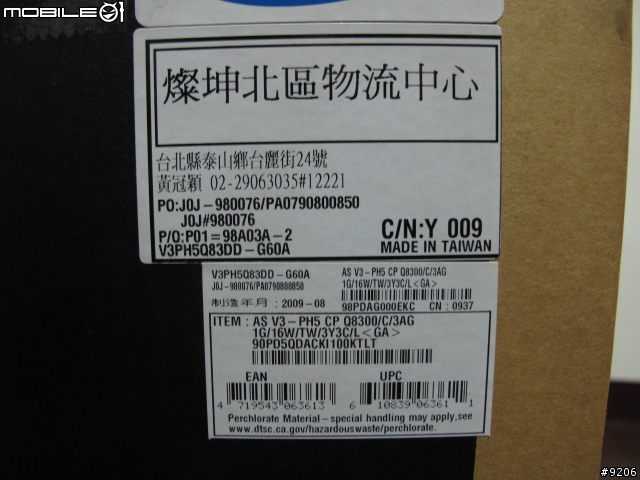 MOBILE01
燦坤北區物流中心
台北縣泰山鄉台麗街24號
黃冠穎 02-29063035#12221
PO:J0J-980076/PA0790800850
J0J#980076
P/O:P01=98A03A-2
V3PH5Q83DD-G60A
C/N:Y 009
MADE IN TAIWAN
V3PH5Q83DD-G60A
J0J-980076/PA0790800850
制造年月:2009-08
AS V3-PH5 CP Q8300/C/3AG
1G/16W/TW/3Y3C/L<GA>
98PDAG000EKC CN:0937
ITEM: AS V3-PH5 CP Q8300/C/3AG
1G/16W/TW/3Y3C/L<GA>
90PD5QDACKI100KTLT
EAN UPC
4 719543 063613 6 10839 06361 1
Perchlorate Material-special handling may apply,see
www.dtsc.ca.gov/hazardouswaste/perchlorate.
#9206